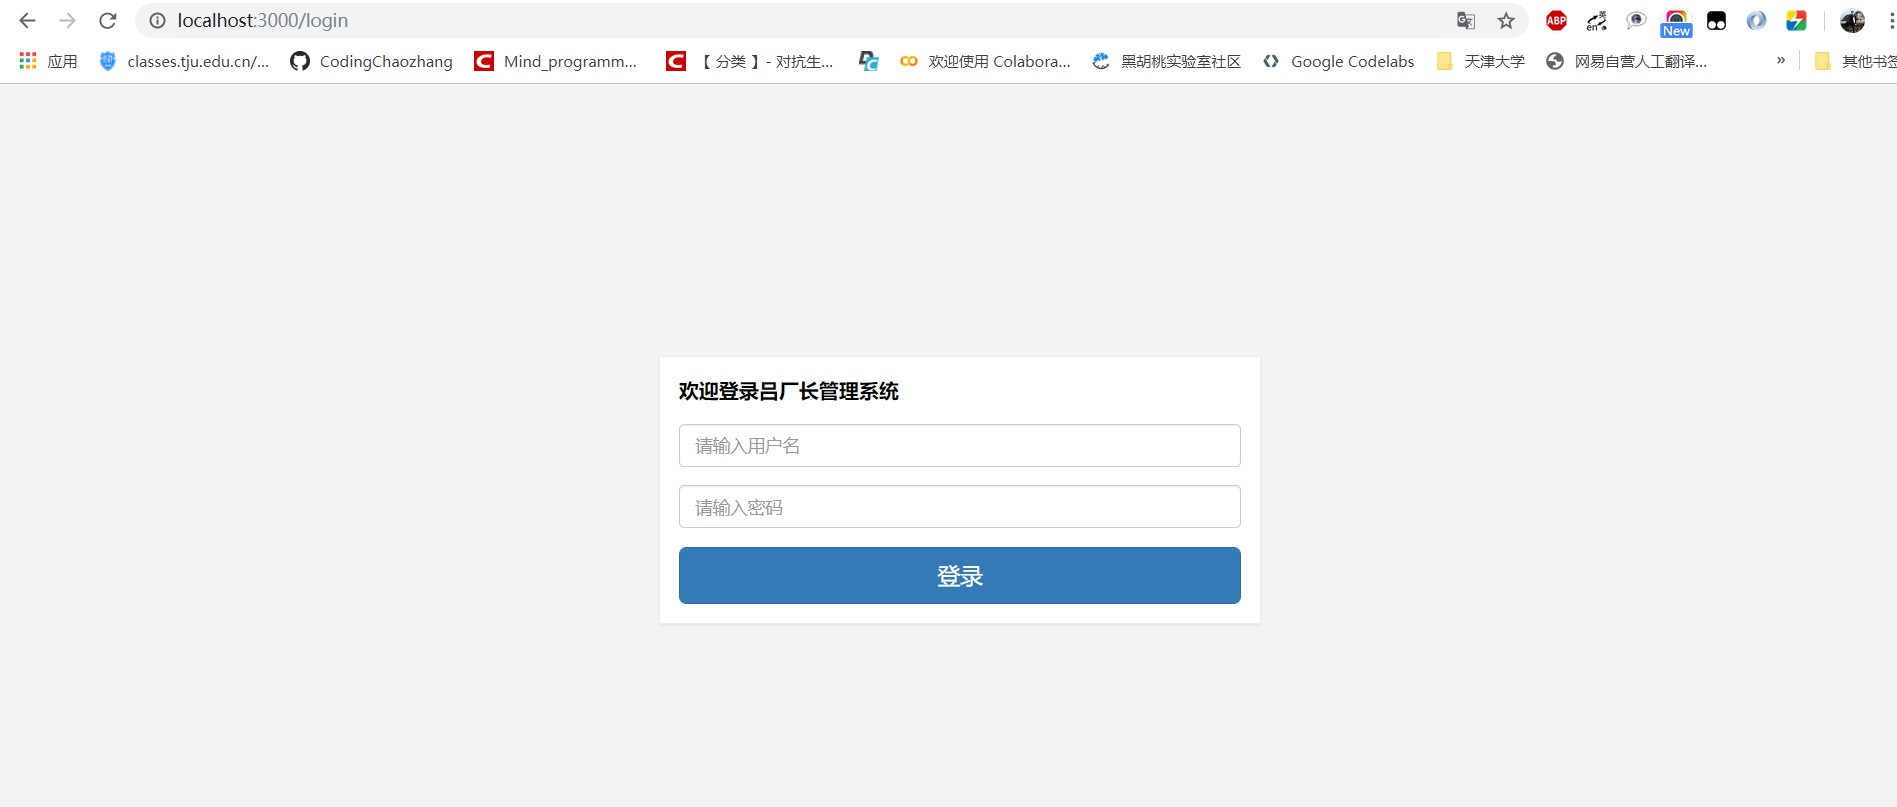 localhost:3000/login
ABP
英
en
New
应用
classes.tju.edu.cn/...
CodingChaozhang
Mind_programm...
【 分类 】- 对抗生...
欢迎使用 Colabora...
黑胡桃实验室社区
Google Codelabs
天津大学
网易自营人工翻译...
»
其他书签
欢迎登录吕厂长管理系统
请输入用户名
请输入密码
登录